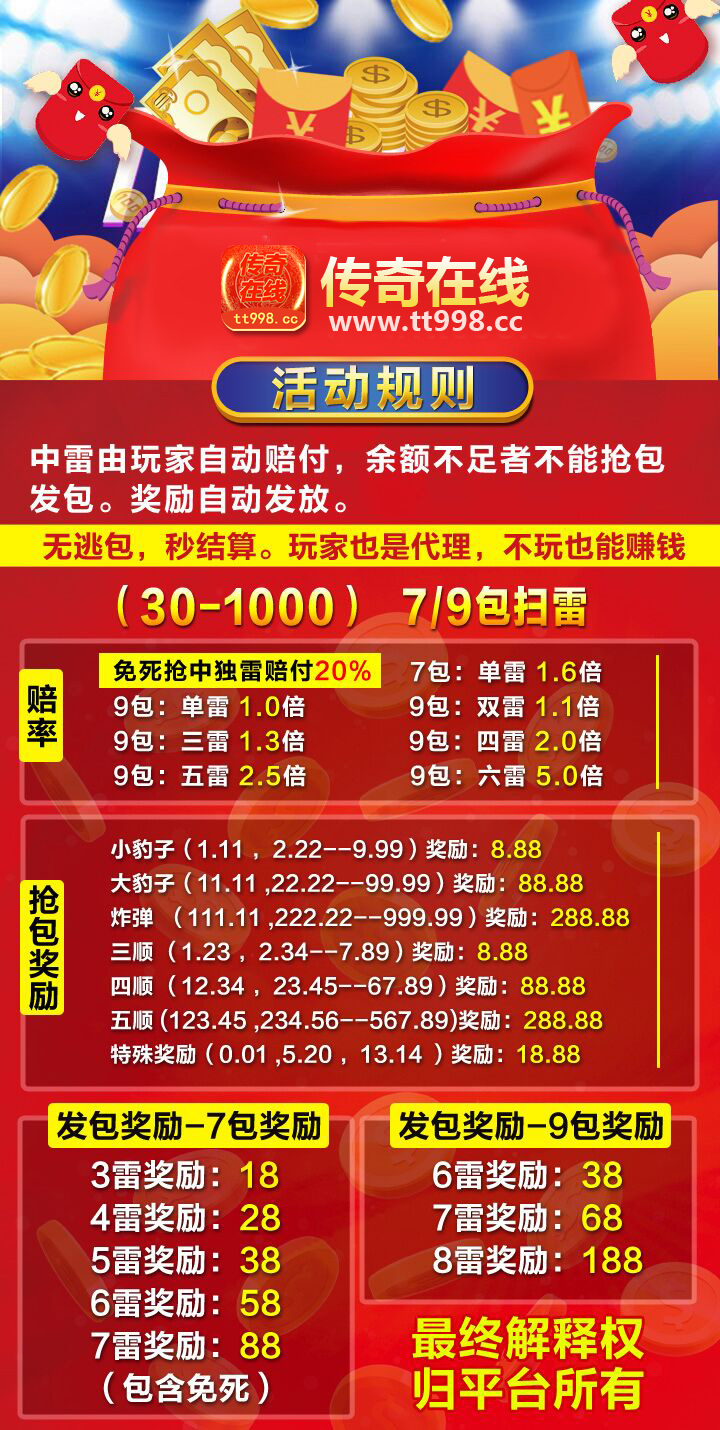 传奇
在线
tt998.cc
传奇在线
www.tt998.cc
活动规则
中雷由玩家自动赔付，余额不足者不能抢包
发包。奖励自动发放。
无逃包，秒结算。玩家也是代理，不玩也能赚钱
（30-1000） 7/9包扫雷
赔率
免死抢中独雷赔付20% 7包：单雷 1.6倍
9包：单雷 1.0倍 9包：双雷 1.1倍
9包：三雷 1.3倍 9包：四雷 2.0倍
9包：五雷 2.5倍 9包：六雷 5.0倍
抢包奖励
小豹子（1.11 ，2.22--9.99）奖励：8.88
大豹子（11.11 ,22.22--99.99）奖励：88.88
炸弹 （111.11 ,222.22--999.99）奖励：288.88
三顺 （1.23 ，2.34--7.89）奖励：8.88
四顺 （12.34 ，23.45--67.89）奖励：88.88
五顺 (123.45 ,234.56--567.89)奖励：288.88
特殊奖励（0.01 ,5.20 ，13.14 ）奖励：18.88
发包奖励-7包奖励
3雷奖励：18
4雷奖励：28
5雷奖励：38
6雷奖励：58
7雷奖励：88
（包含免死）
发包奖励-9包奖励
6雷奖励：38
7雷奖励：68
8雷奖励：188
最终解释权
归平台所有